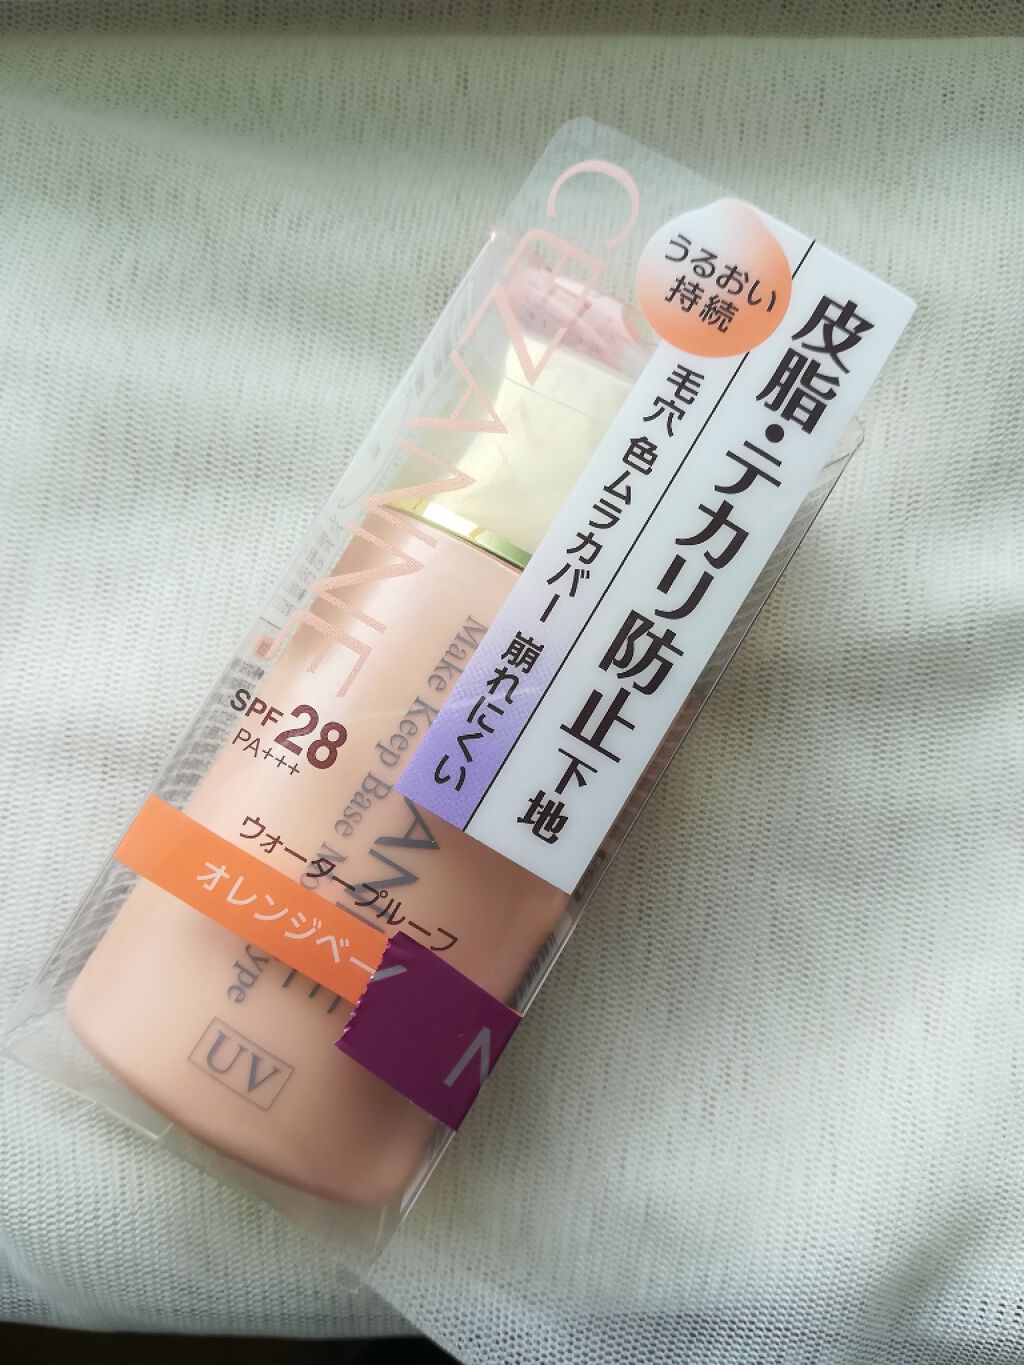 CEZANNE
うるおい
持続
皮脂・テカリ防止下地
毛穴 色ムラカバー 崩れにくい
Make Keep Base
SPF28
PA+++
ウォータープルーフ
オレンジベー
UV